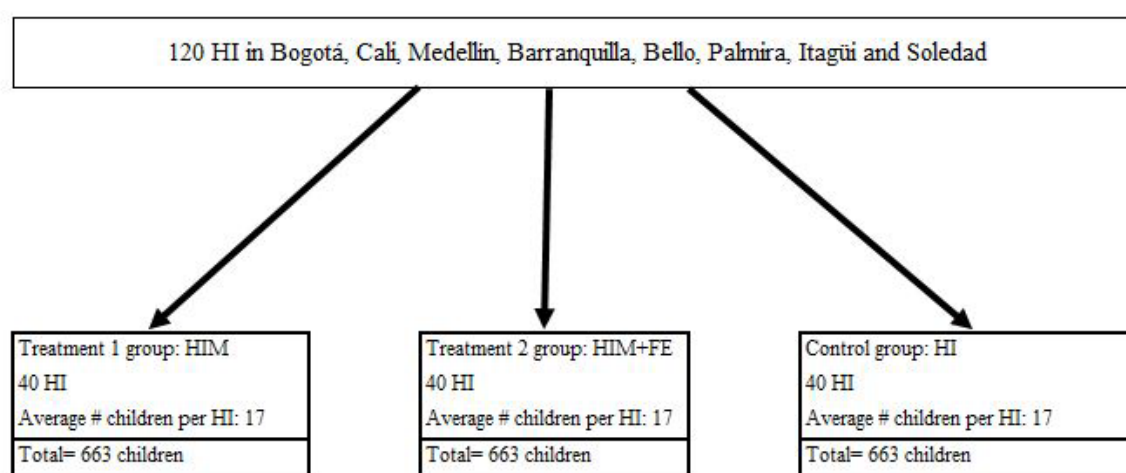 120 HI in Bogotá, Cali, Medellin, Barranquilla, Bello, Palmira, Itagüi and Soledad
Treatment 1 group: HIM
40 HI
Average # children per HI: 17
Total= 663 children
Treatment 2 group: HIM+FE
40 HI
Average # children per HI: 17
Total= 663 children
Control group: HI
40 HI
Average # children per HI: 17
Total= 663 children